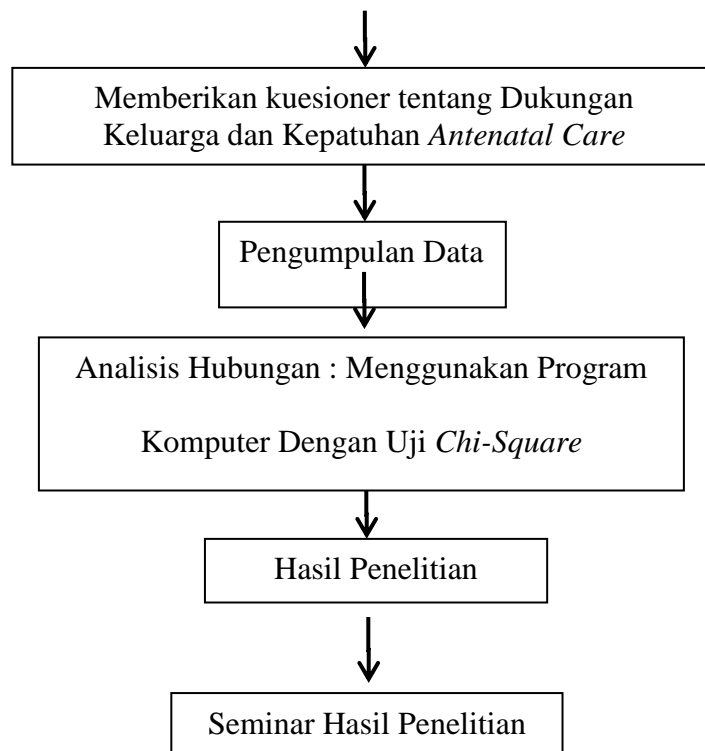 Memberikan kuesioner tentang Dukungan
Keluarga dan Kepatuhan Antenatal Care
Pengumpulan Data
Analisis Hubungan : Menggunakan Program
Komputer Dengan Uji Chi-Square
Hasil Penelitian
Seminar Hasil Penelitian